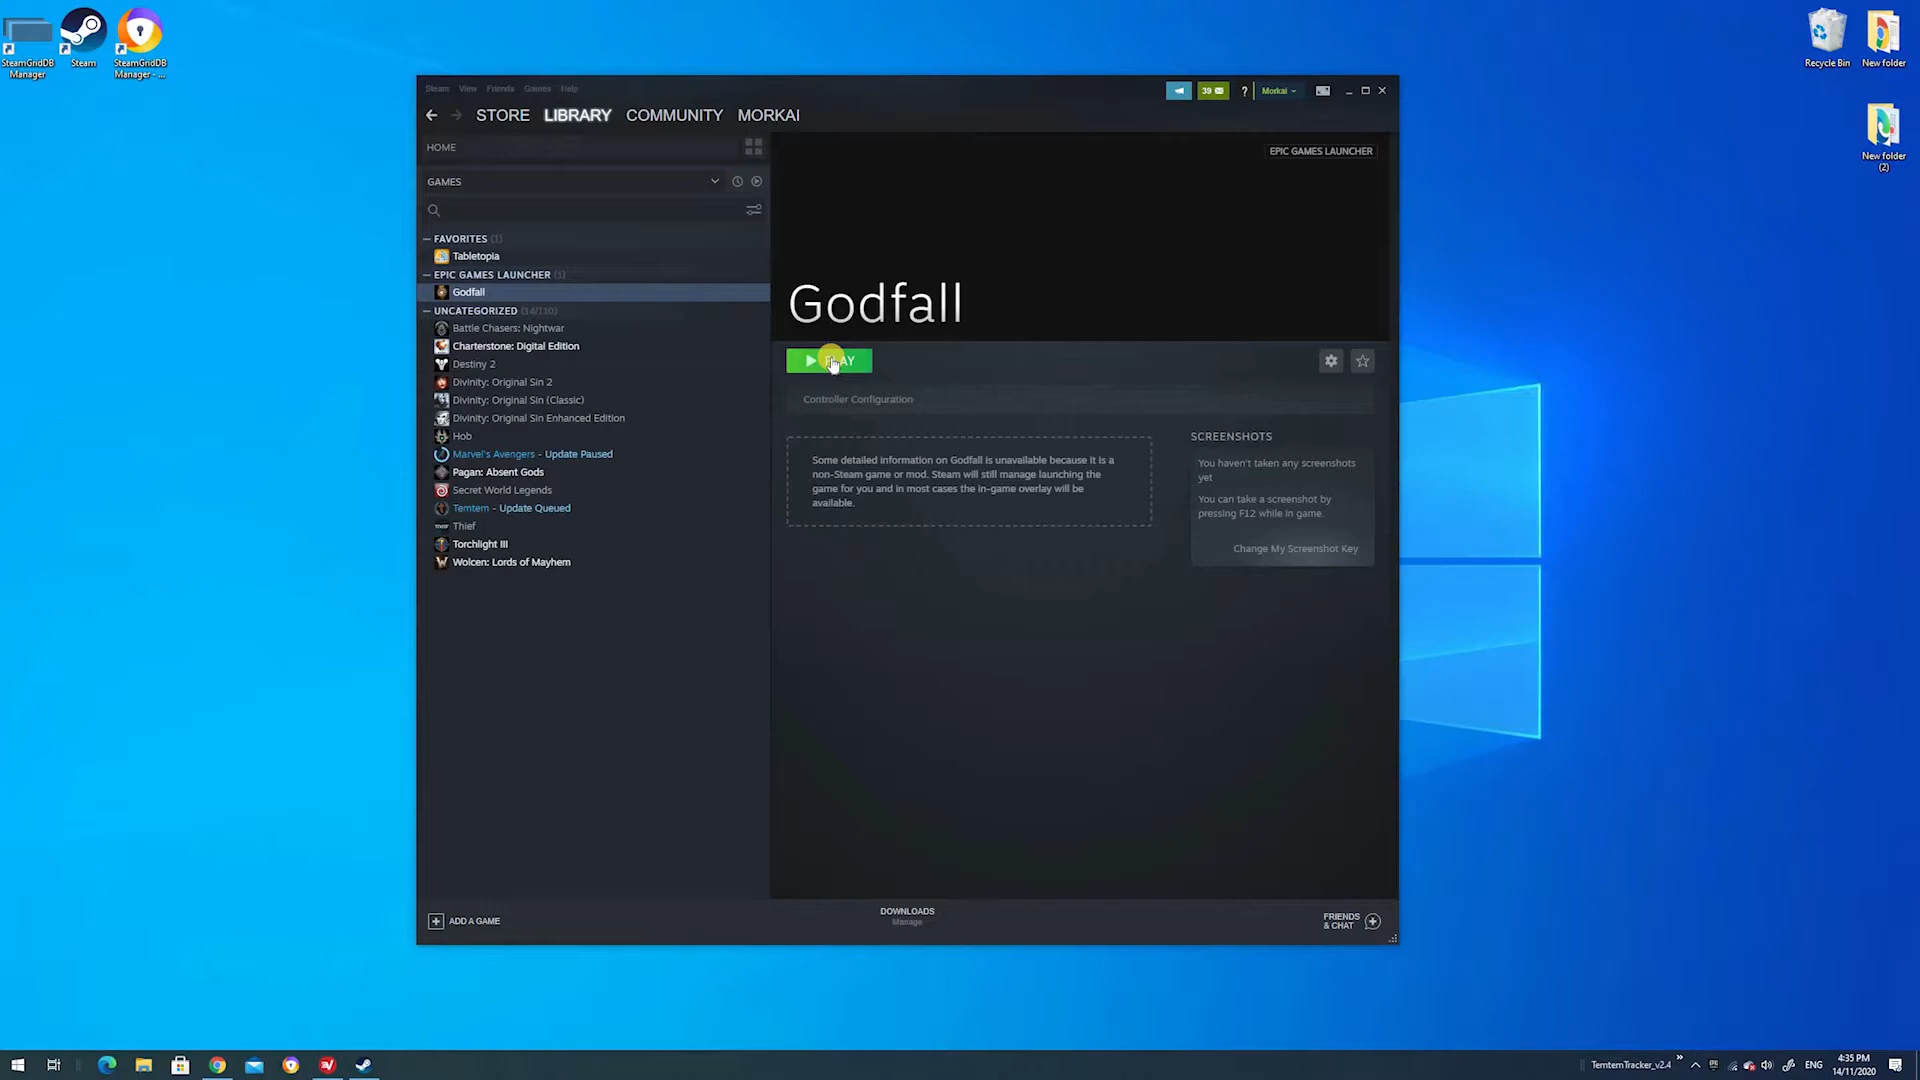 SteamGridDB
Manager
Steam
SteamGridDB
Manager - ...
Recycle Bin
New folder
New folder
(2)
Steam View Friends Games Help
39
?
Morkai
STORE LIBRARY COMMUNITY MORKAI
HOME
GAMES
FAVORITES (1)
Tabletopia
EPIC GAMES LAUNCHER (1)
Godfall
UNCATEGORIZED (14/110)
Battle Chasers: Nightwar
Charterstone: Digital Edition
Destiny 2
Divinity: Original Sin 2
Divinity: Original Sin (Classic)
Divinity: Original Sin Enhanced Edition
Hob
Marvel's Avengers - Update Paused
Pagan: Absent Gods
Secret World Legends
Temtem - Update Queued
Thief
Torchlight III
Wolcen: Lords of Mayhem
EPIC GAMES LAUNCHER
Godfall
PLAY
Controller Configuration
Some detailed information on Godfall is unavailable because it is a
non-Steam game or mod. Steam will still manage launching the
game for you and in most cases the in-game overlay will be
available.
SCREENSHOTS
You haven't taken any screenshots
yet
You can take a screenshot by
pressing F12 while in game.
Change My Screenshot Key
ADD A GAME
DOWNLOADS
Manage
FRIENDS
& CHAT
TemtemTracker_v2.4
ENG
4:35 PM
14/11/2020